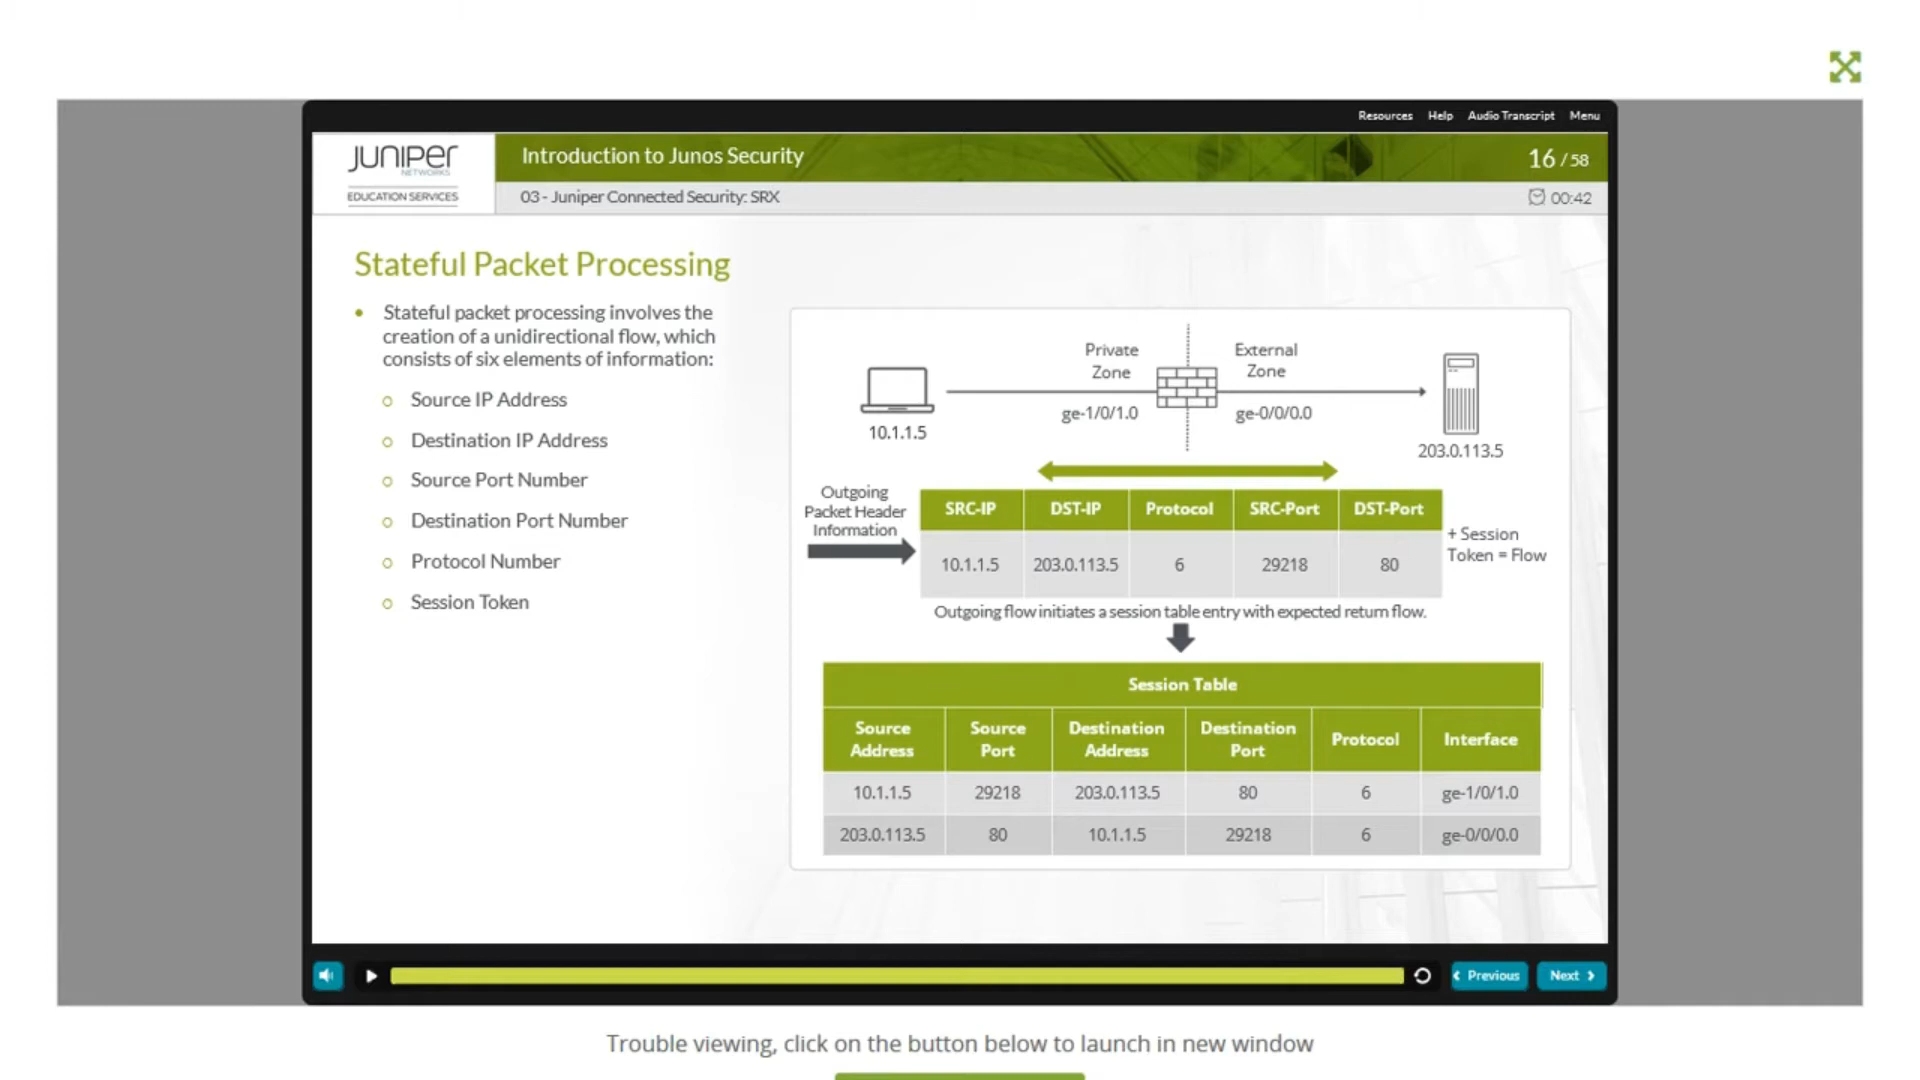 Resources Help Audio Transcript Menu
JUNIPER
NETWORKS
EDUCATION SERVICES
Introduction to Junos Security
16 / 58
03 - Juniper Connected Security: SRX
00:42
Stateful Packet Processing
• Stateful packet processing involves the
creation of a unidirectional flow, which
consists of six elements of information:
o Source IP Address
o Destination IP Address
o Source Port Number
o Destination Port Number
o Protocol Number
o Session Token
Private
Zone
External
Zone
ge-1/0/1.0
ge-0/0/0.0
10.1.1.5
203.0.113.5
Outgoing
Packet Header
Information
SRC-IP DST-IP Protocol SRC-Port DST-Port
10.1.1.5 203.0.113.5 6 29218 80
+ Session
Token = Flow
Outgoing flow initiates a session table entry with expected return flow.
Session Table
Source Address Source Port Destination Address Destination Port Protocol Interface
10.1.1.5 29218 203.0.113.5 80 6 ge-1/0/1.0
203.0.113.5 80 10.1.1.5 29218 6 ge-0/0/0.0
Previous Next
Trouble viewing, click on the button below to launch in new window